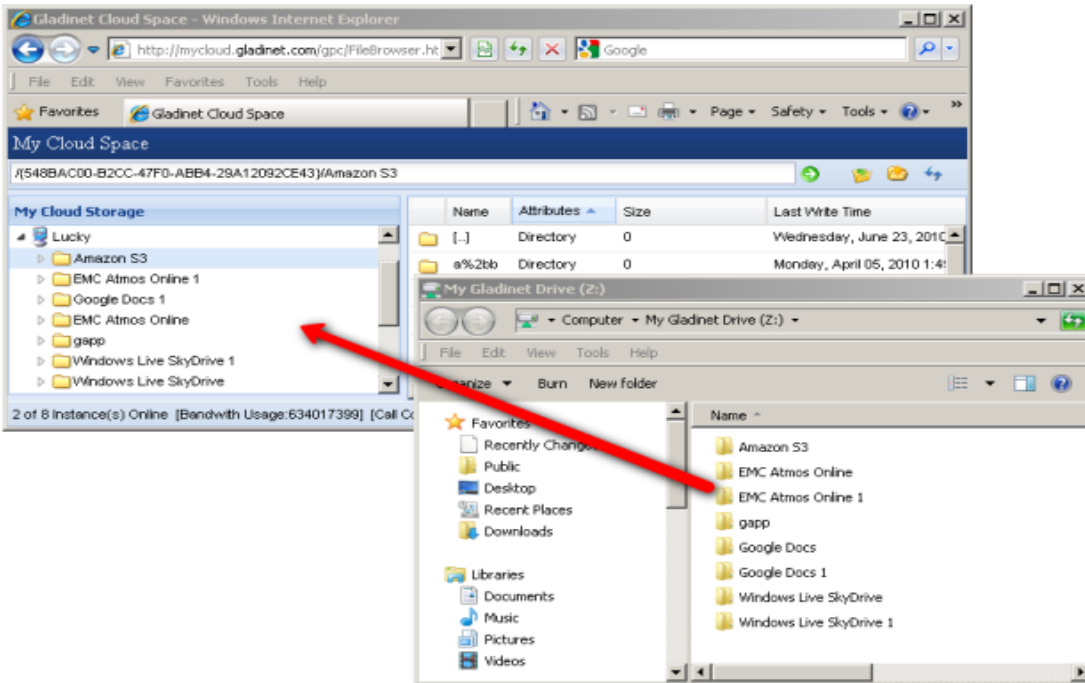 Gladinet Cloud Space - Windows Internet Explorer
http://mycloud.gladinet.com/gpc/FileBrowser.ht
Google
File Edit View Favorites Tools Help
Favorites Gladinet Cloud Space Page Safety Tools »
My Cloud Space
/{548BAC00-B2CC-47F0-ABB4-29A12092CE43}/Amazon S3
My Cloud Storage Name Attributes Size Last Write Time
Lucky [..] Directory 0 Wednesday, June 23, 2010
Amazon S3 a%2bb Directory 0 Monday, April 05, 2010 1:4
EMC Atmos Online 1
Google Docs 1
EMC Atmos Online
gapp
Windows Live SkyDrive 1
Windows Live SkyDrive
2 of 8 Instance(s) Online [Bandwith Usage:634017399] [Call
My Gladinet Drive (Z:)
Computer My Gladinet Drive (Z:)
File Edit View Tools Help
Burn New folder
Favorites
Recently
Public
Desktop
Recent Places
Downloads
Libraries
Documents
Music
Pictures
Videos
Name
Amazon S3
EMC Atmos Online
EMC Atmos Online 1
gapp
Google Docs
Google Docs 1
Windows Live SkyDrive
Windows Live SkyDrive 1